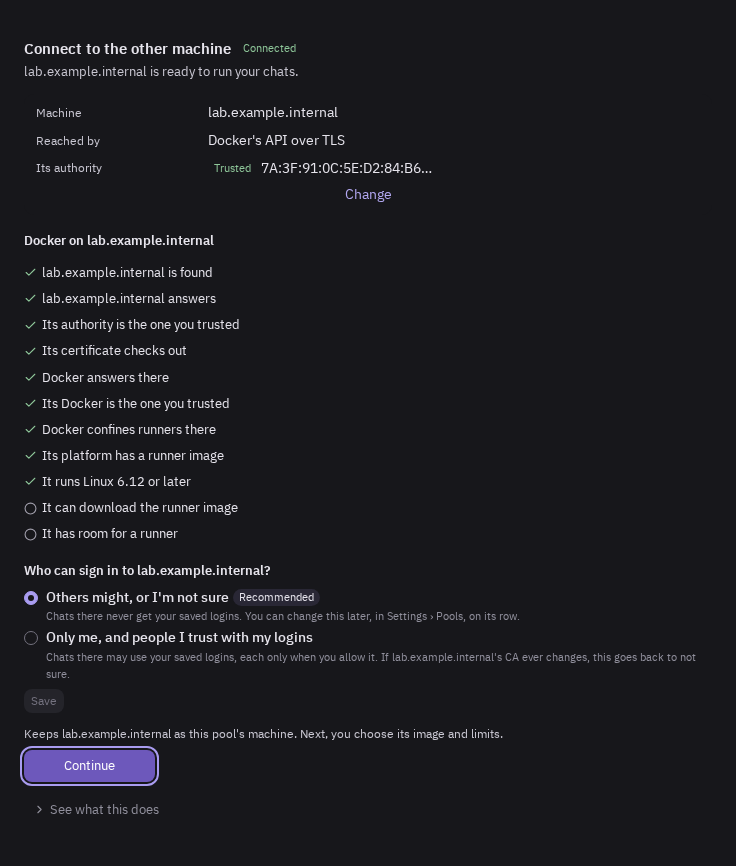 Connect to the other machine Connected
lab.example.internal is ready to run your chats.
Machine lab.example.internal
Reached by Docker's API over TLS
Its authority Trusted 7A:3F:91:0C:5E:D2:84:B6...
Change
Docker on lab.example.internal
lab.example.internal is found
lab.example.internal answers
Its authority is the one you trusted
Its certificate checks out
Docker answers there
Its Docker is the one you trusted
Docker confines runners there
Its platform has a runner image
It runs Linux 6.12 or later
It can download the runner image
It has room for a runner
Who can sign in to lab.example.internal?
Others might, or I'm not sure Recommended
Chats there never get your saved logins. You can change this later, in Settings › Pools, on its row.
Only me, and people I trust with my logins
Chats there may use your saved logins, each only when you allow it. If lab.example.internal's CA ever changes, this goes back to not
sure.
Save
Keeps lab.example.internal as this pool's machine. Next, you choose its image and limits.
Continue
See what this does